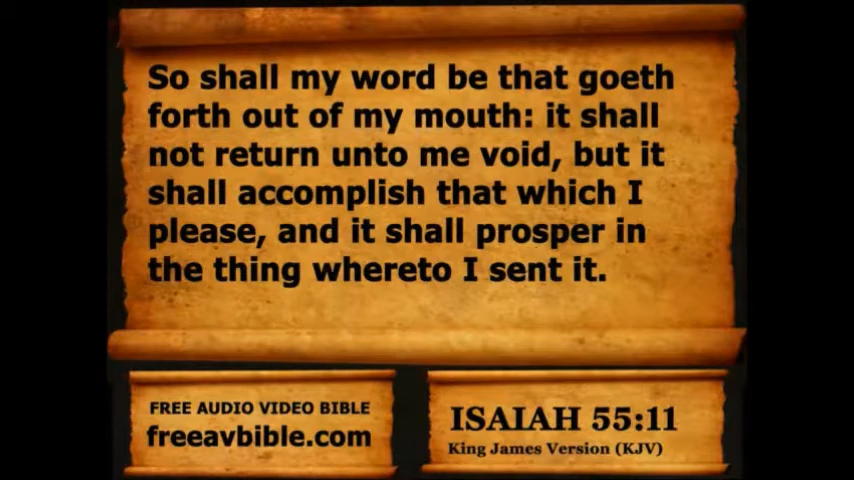 So shall my word be that goeth
forth out of my mouth: it shall
not return unto me void, but it
shall accomplish that which I
please, and it shall prosper in
the thing whereto I sent it.
FREE AUDIO VIDEO BIBLE
freeavbible.com
ISAIAH 55:11
King James Version (KJV)